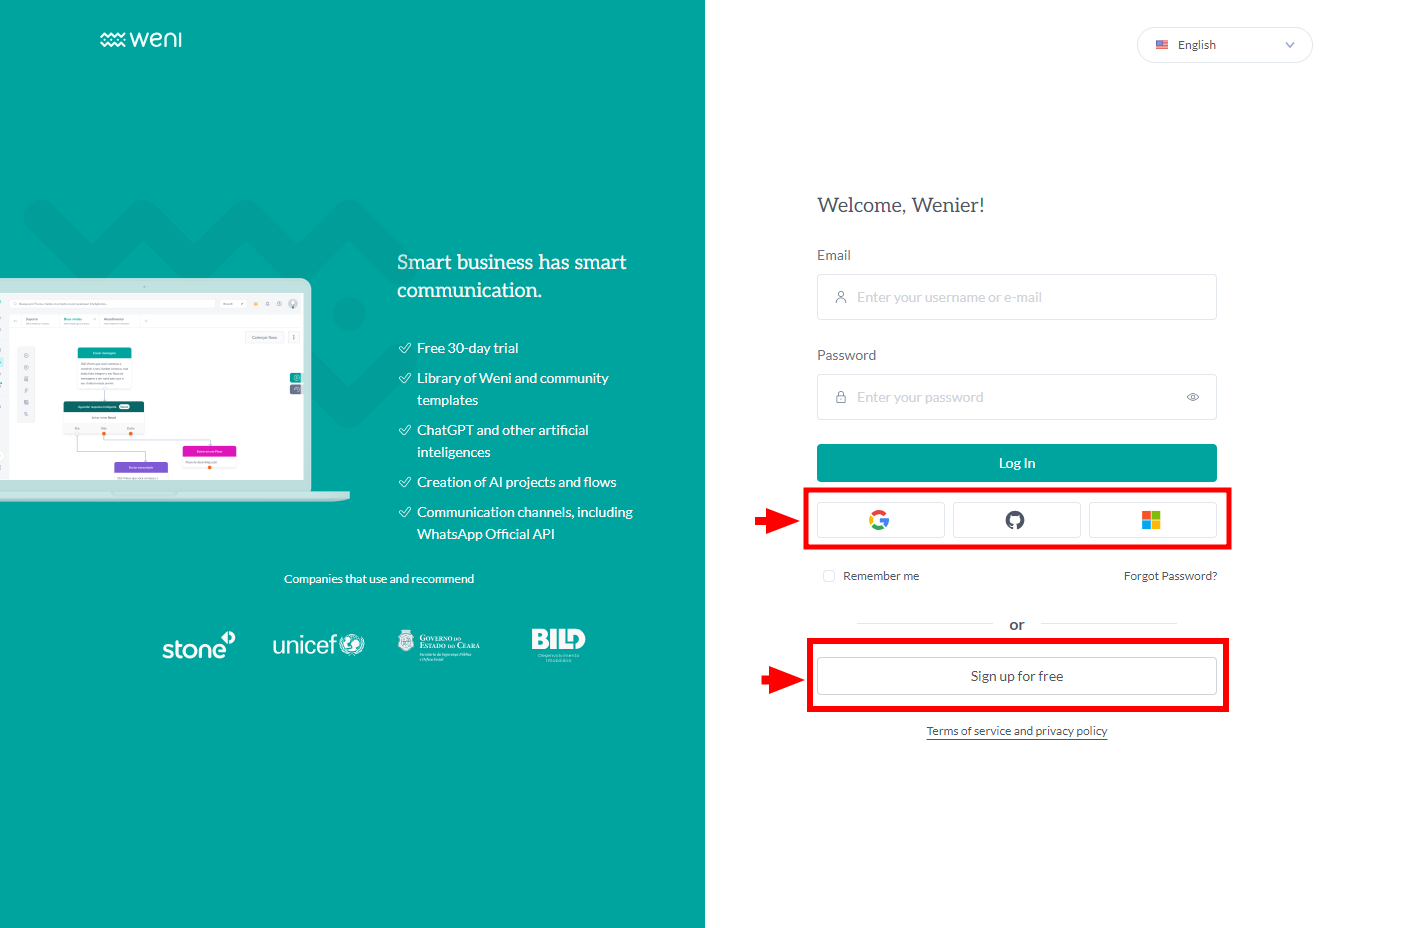 weni
English
Smart business has smart
communication.
Free 30-day trial
Library of Weni and community
templates
ChatGPT and other artificial
inteligences
Creation of AI projects and flows
Communication channels, including
WhatsApp Official API
Companies that use and recommend
stone
unicef
GOVERNO DO
ESTADO DO CEARÁ
BILD
Desenvolvimento
Imobiliário
Welcome, Wenier!
Email
Enter your username or e-mail
Password
Enter your password
Log In
Remember me
Forgot Password?
or
Sign up for free
Terms of service and privacy policy